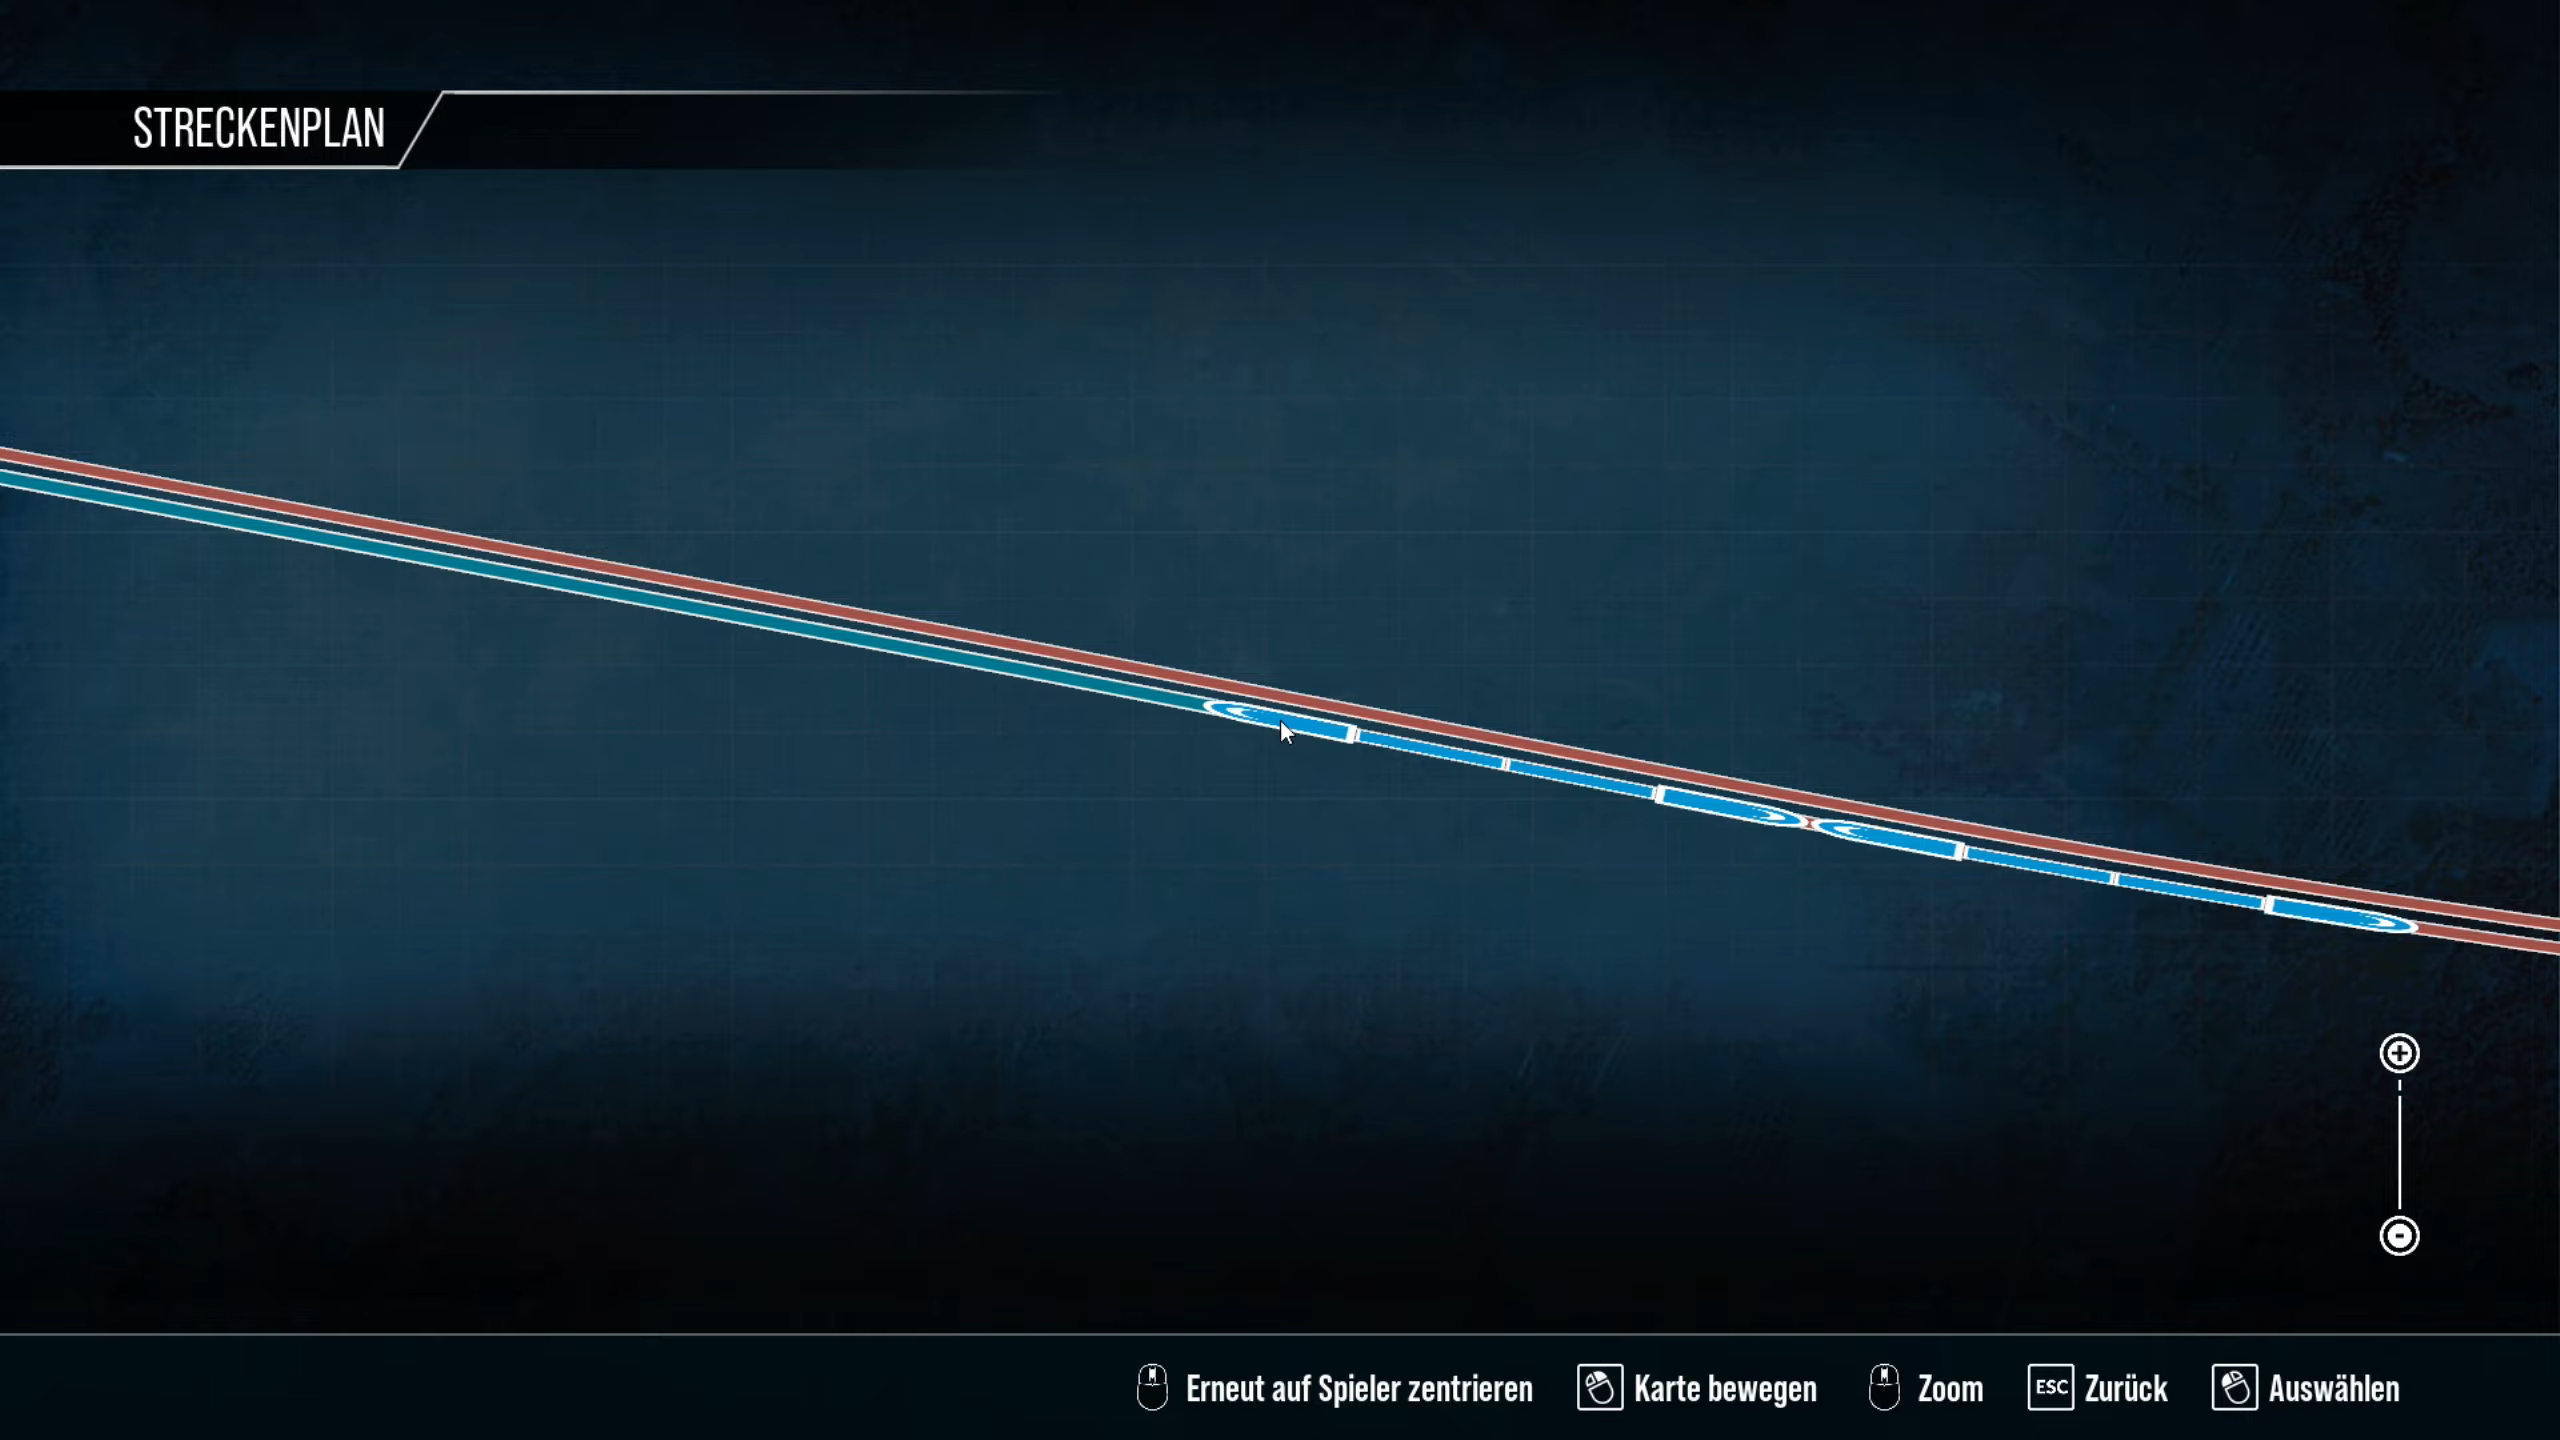 STRECKENPLAN
Erneut auf Spieler zentrieren
Karte bewegen
Zoom
ESC Zurück
Auswählen